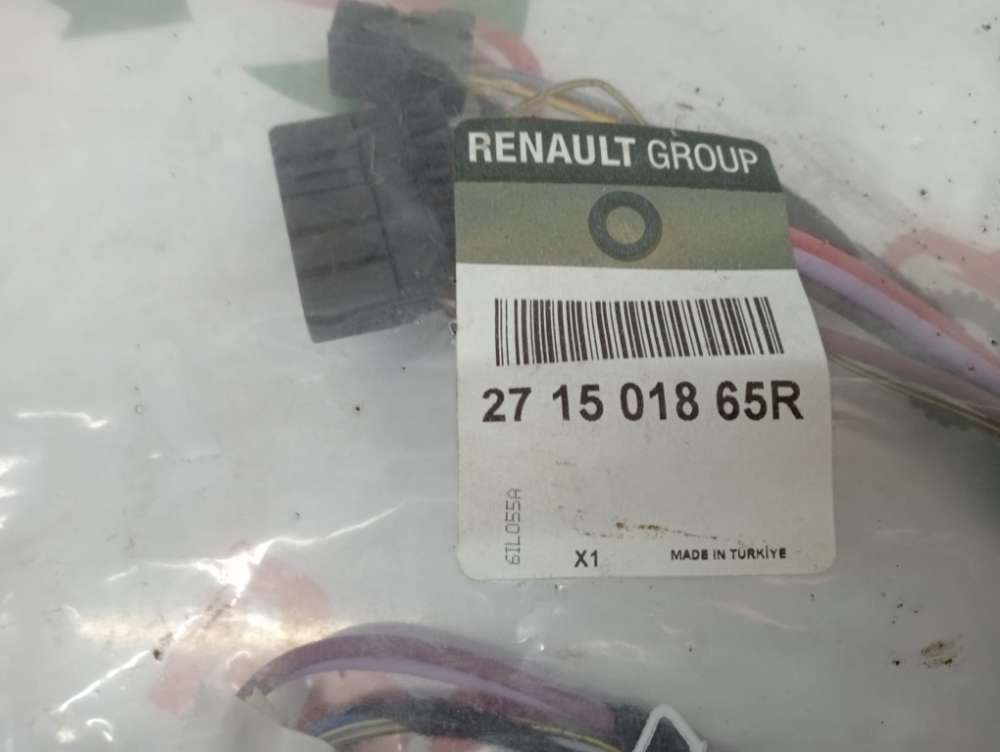 RENAULT GROUP
27 15 018 65R
6IL055A
X1
MADE IN TÜRKİYE